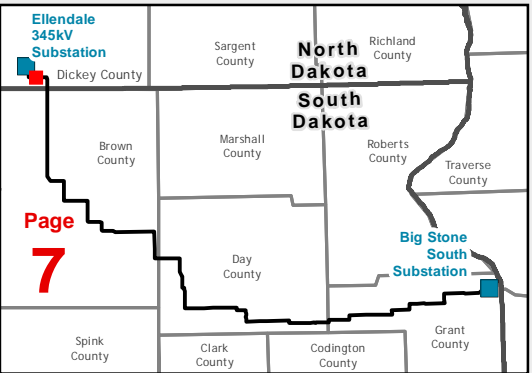 Ellendale
345kV
Substation
Dickey County
Sargent
County
North
Dakota
Richland
County
South
Dakota
Brown
County
Marshall
County
Roberts
County
Traverse
County
Page
7
Day
County
Big Stone
South
Substation
Spink
County
Clark
County
Codington
County
Grant
County